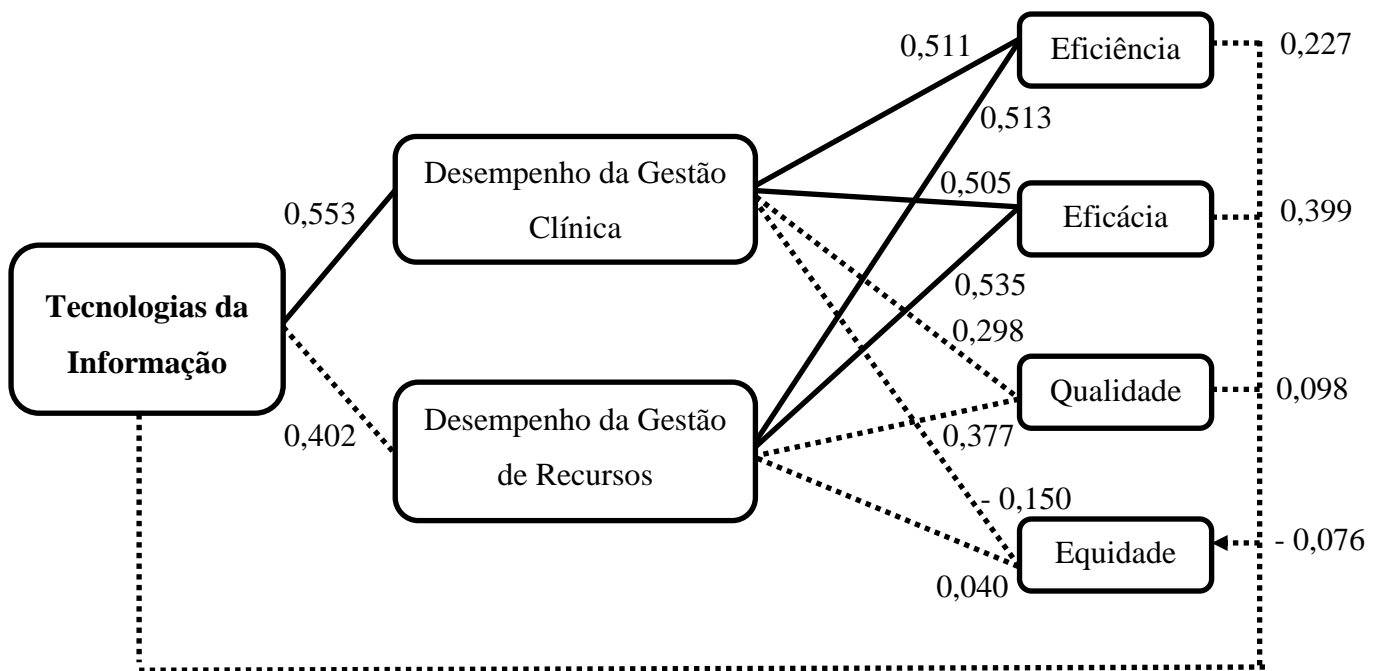 0,511
Eficiência
0,227
0,513
Desempenho da Gestão
Clínica
0,553
0,505
Eficácia
0,399
Tecnologias da
Informação
0,535
0,298
Desempenho da Gestão
de Recursos
0,402
Qualidade
0,098
0,377
- 0,150
Equidade
- 0,076
0,040